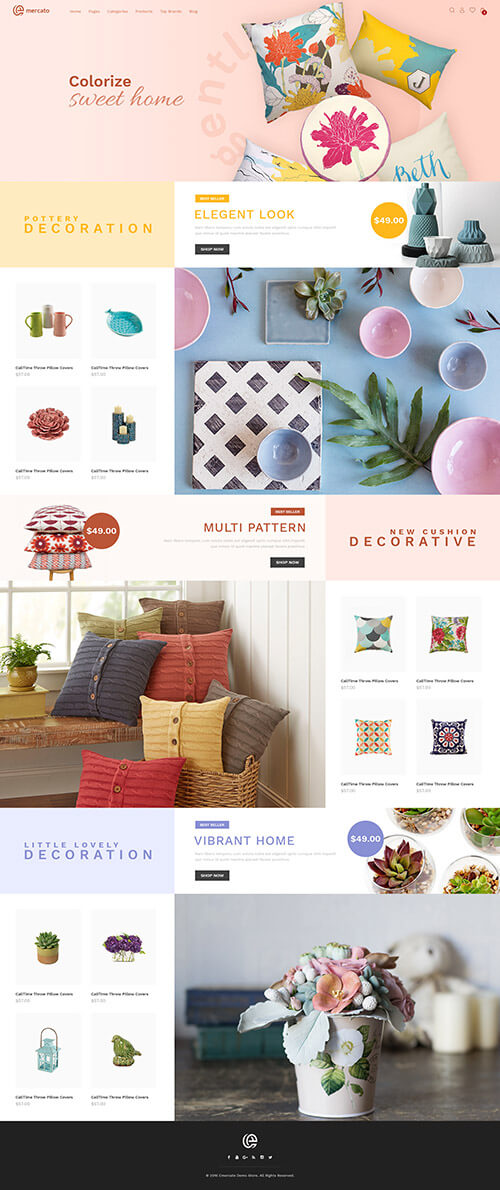 emercato
Home Pages Categories Products Top Brands Blog
Colorize
sweet home
J
Beth
POTTERY
DECORATION
BEST SELLER
ELEGENT LOOK
SHOP NOW
$49.00
CallTime Throw Pillow Covers
$57.00
CallTime Throw Pillow Covers
$57.00
CallTime Throw Pillow Covers
$57.00
CallTime Throw Pillow Covers
$57.00
$49.00
BEST SELLER
MULTI PATTERN
SHOP NOW
NEW CUSHION
DECORATIVE
CallTime Throw Pillow Covers
$57.00
CallTime Throw Pillow Covers
$57.00
CallTime Throw Pillow Covers
$57.00
CallTime Throw Pillow Covers
$57.00
LITTLE LOVELY
DECORATION
BEST SELLER
VIBRANT HOME
SHOP NOW
$49.00
CallTime Throw Pillow Covers
$57.00
CallTime Throw Pillow Covers
$57.00
CallTime Throw Pillow Covers
$57.00
CallTime Throw Pillow Covers
$57.00
© 2016 Emercato Demo Store. All Rights Reserved.